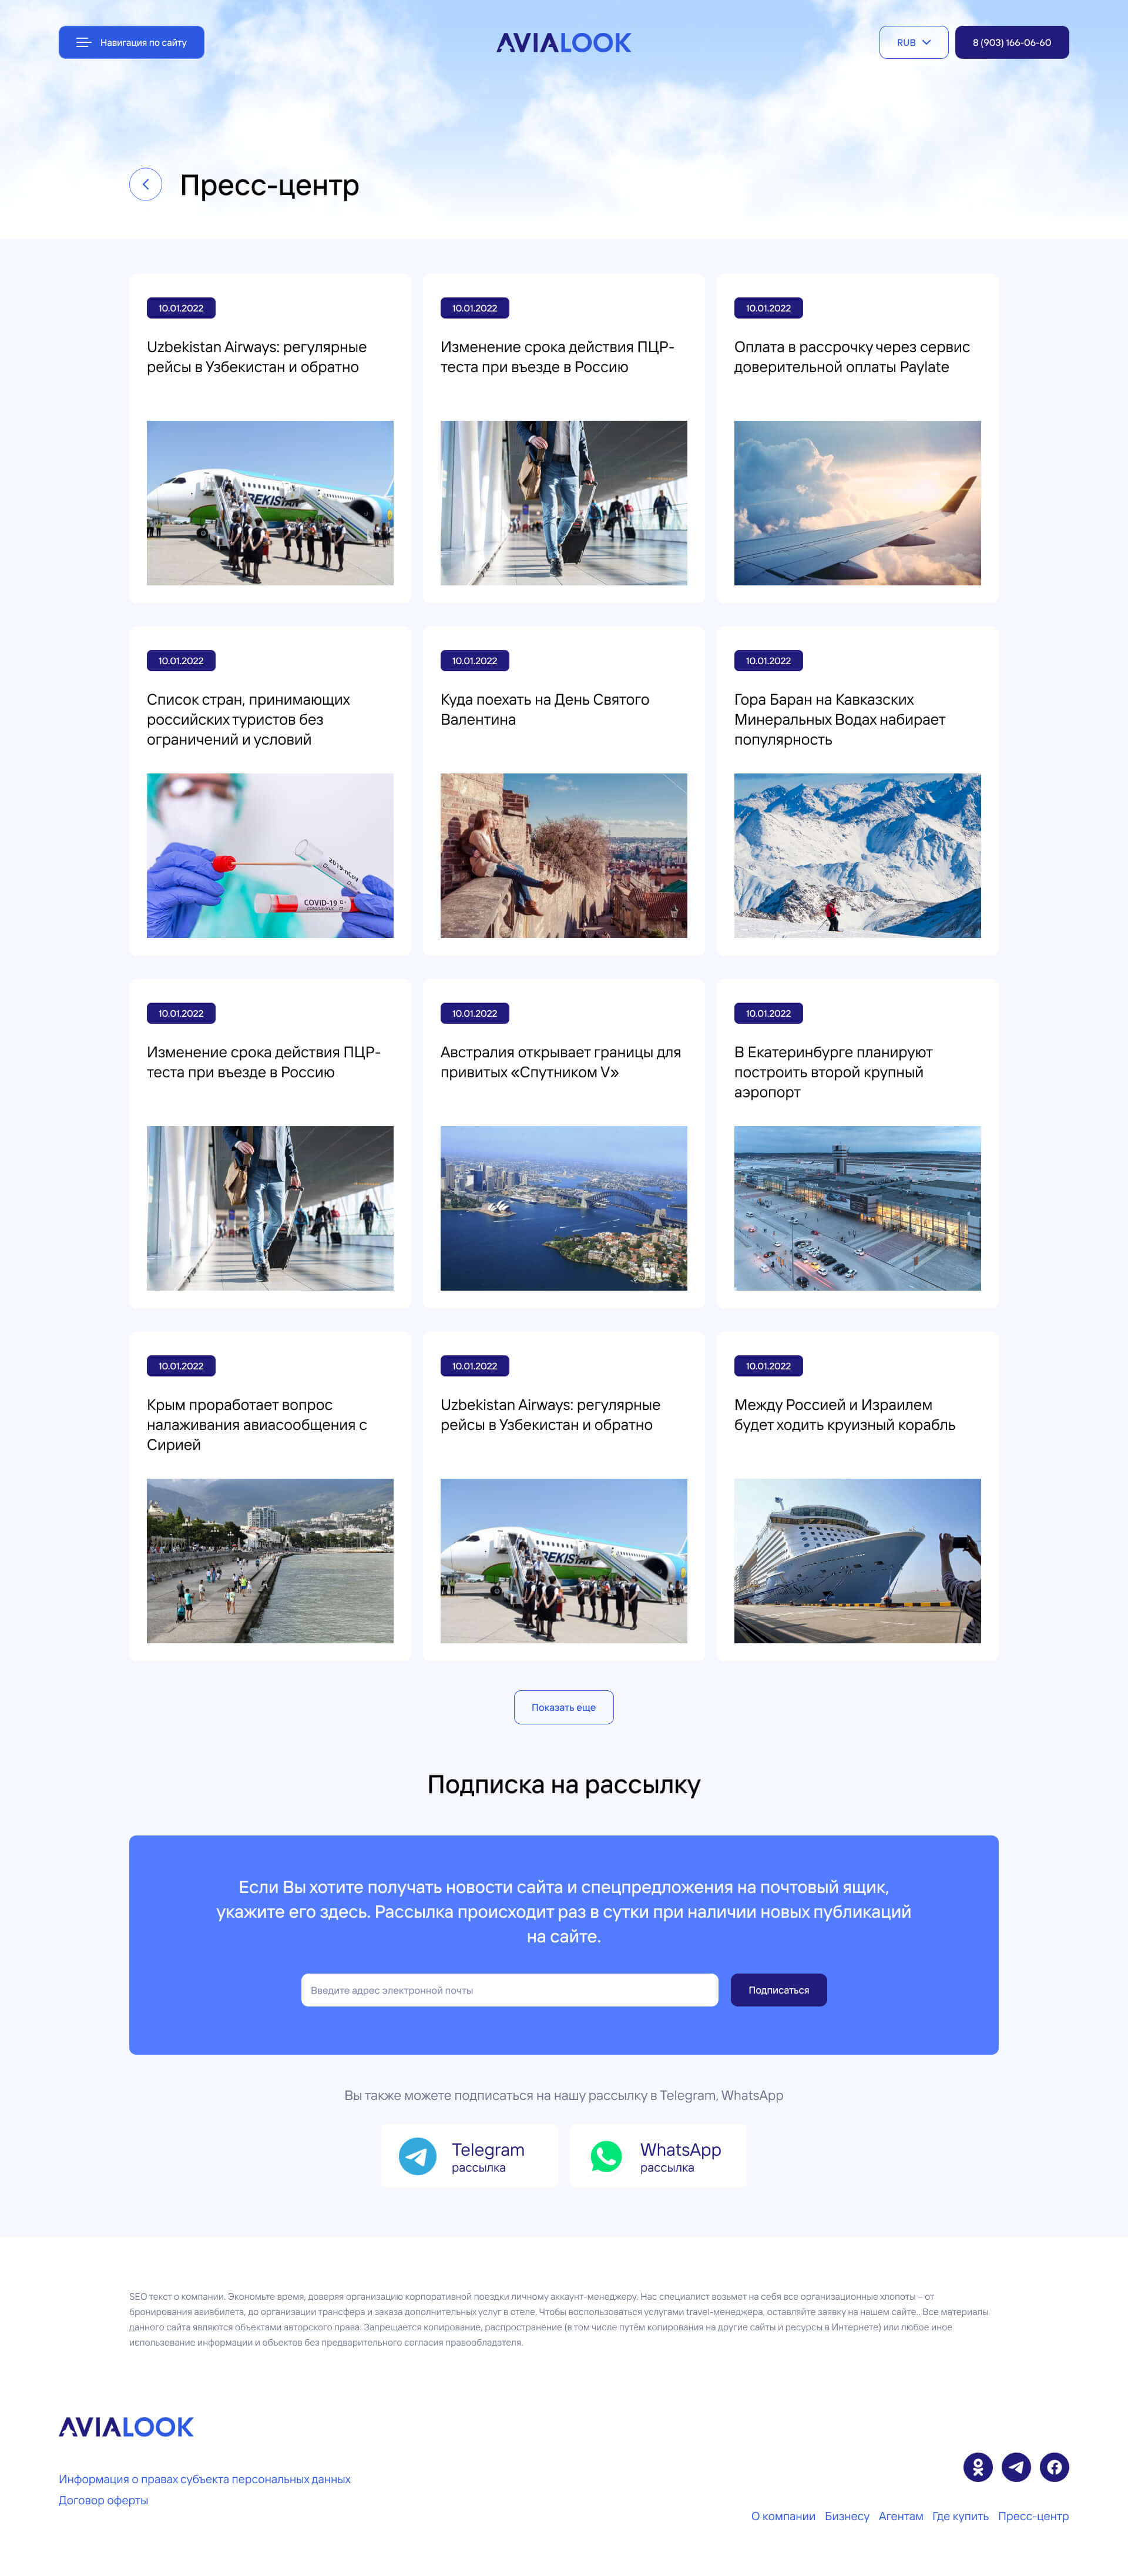 Навигация по сайту
AVIALOOK
RUB
8 (903) 166-06-60
Пресс-центр
10.01.2022
Uzbekistan Airways: регулярные
рейсы в Узбекистан и обратно
BEKISTAN
10.01.2022
Изменение срока действия ПЦР-
теста при въезде в Россию
10.01.2022
Оплата в рассрочку через сервис
доверительной оплаты Paylate
10.01.2022
Список стран, принимающих
российских туристов без
ограничений и условий
COVID-19
10.01.2022
Куда поехать на День Святого
Валентина
10.01.2022
Гора Баран на Кавказских
Минеральных Водах набирает
популярность
10.01.2022
Изменение срока действия ПЦР-
теста при въезде в Россию
10.01.2022
Австралия открывает границы для
привитых «Спутником V»
10.01.2022
В Екатеринбурге планируют
построить второй крупный
аэропорт
10.01.2022
Крым проработает вопрос
налаживания авиасообщения с
Сирией
10.01.2022
Uzbekistan Airways: регулярные
рейсы в Узбекистан и обратно
BEKISTAN
10.01.2022
Между Россией и Израилем
будет ходить круизный корабль
Показать еще
Подписка на рассылку
Если Вы хотите получать новости сайта и спецпредложения на почтовый ящик,
укажите его здесь. Рассылка происходит раз в сутки при наличии новых публикаций
на сайте.
Введите адрес электронной почты
Подписаться
Вы также можете подписаться на нашу рассылку в Telegram, WhatsApp
Telegram
рассылка
WhatsApp
рассылка
SEO текст о компании. Экономьте время, доверяя организацию корпоративной поездки личному аккаунт-менеджеру. Нас специалист возьмет на себя все организационные хлопоты – от
бронирования авиабилета, до организации трансфера и заказа дополнительных услуг в отеле. Чтобы воспользоваться услугами travel-менеджера, оставляйте заявку на нашем сайте.. Все материалы
данного сайта являются объектами авторского права. Запрещается копирование, распространение (в том числе путём копирования на другие сайты и ресурсы в Интернете) или любое иное
использование информации и объектов без предварительного согласия правообладателя.
AVIALOOK
Информация о правах субъекта персональных данных
Договор оферты
О компании Бизнесу Агентам Где купить Пресс-центр